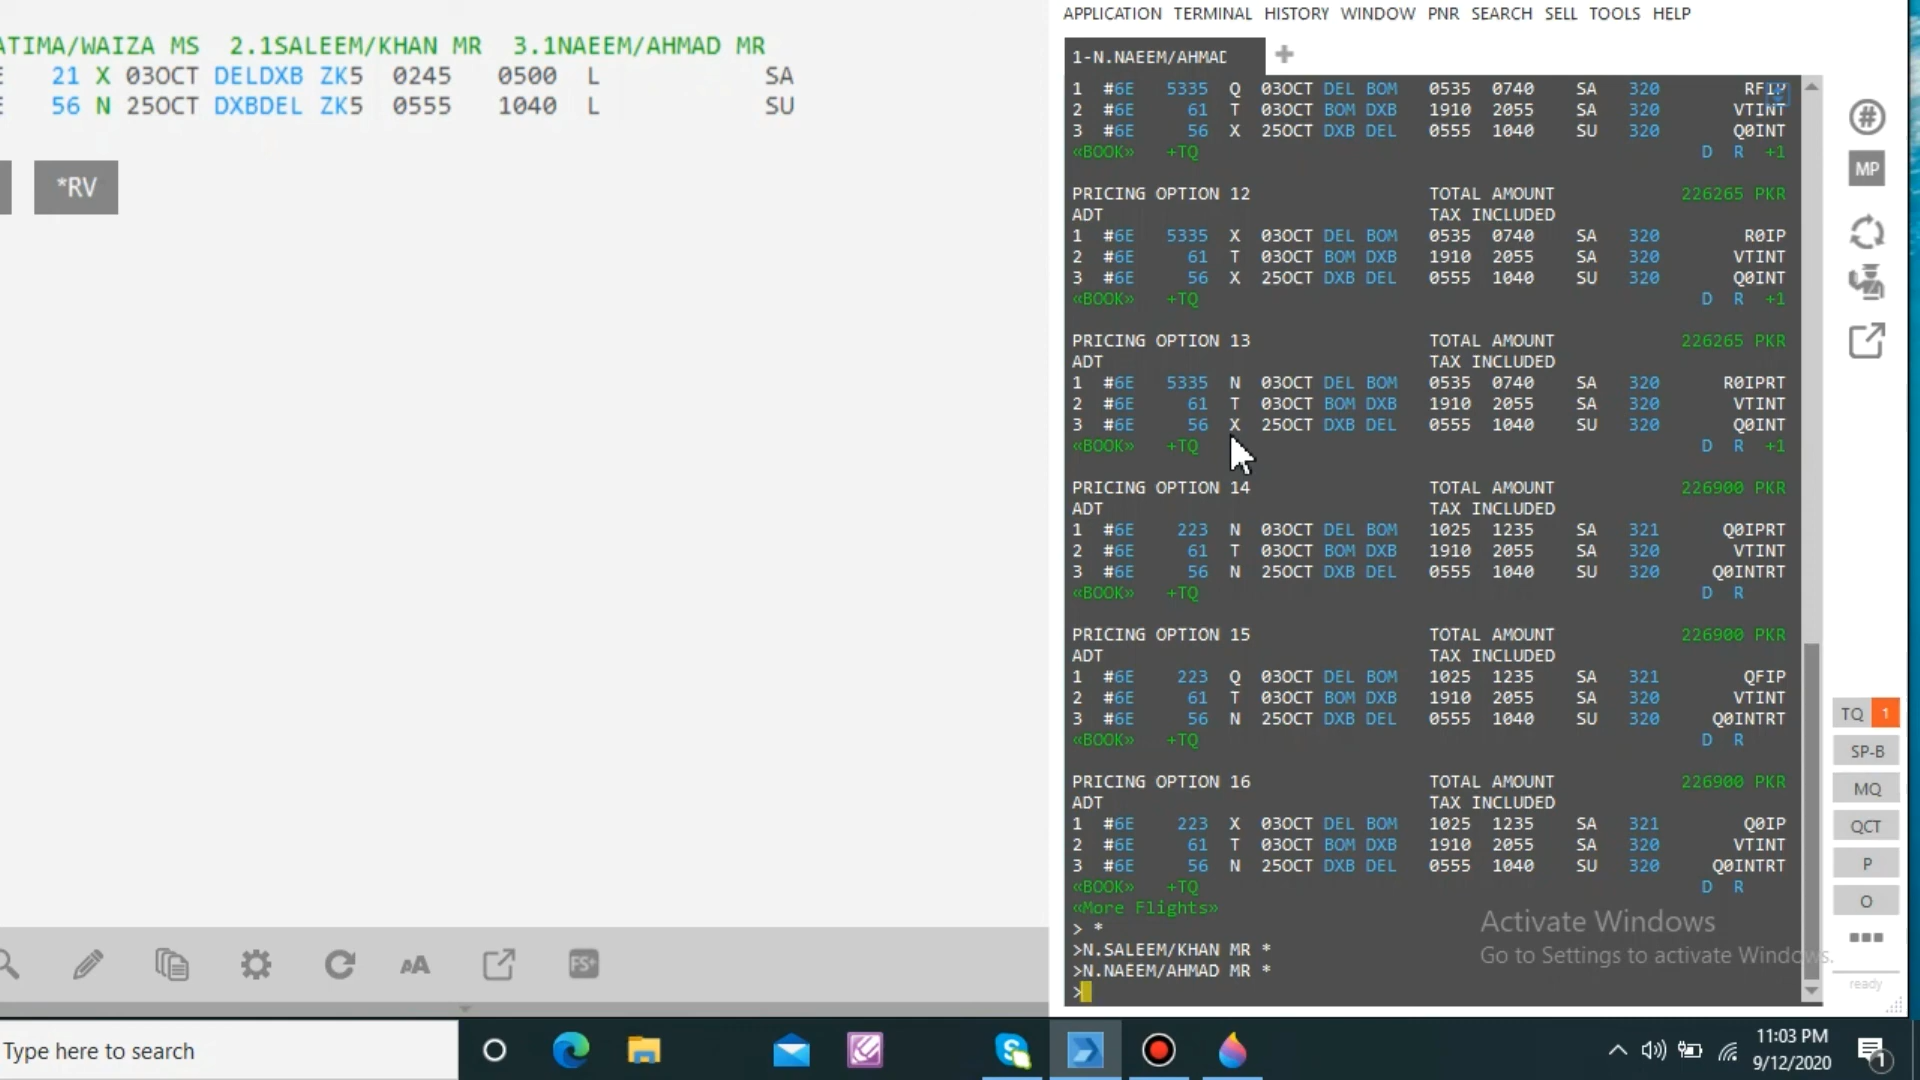 ATIMA/WAIZA MS 2.1SALEEM/KHAN MR 3.1NAEEM/AHMAD MR
21 X 03OCT DELDXB ZK5 0245 0500 L SA
56 N 25OCT DXBDEL ZK5 0555 1040 L SU
*RV
APPLICATION TERMINAL HISTORY WINDOW PNR SEARCH SELL TOOLS HELP
1-N.NAEEM/AHMAD +
1 #6E 5335 Q 03OCT DEL BOM 0535 0740 SA 320 RFIP
2 #6E 61 T 03OCT BOM DXB 1910 2055 SA 320 VTINT
3 #6E 56 X 25OCT DXB DEL 0555 1040 SU 320 Q0INT
«BOOK» +TQ D R +1
PRICING OPTION 12 TOTAL AMOUNT 226265 PKR
ADT TAX INCLUDED
1 #6E 5335 X 03OCT DEL BOM 0535 0740 SA 320 R0IP
2 #6E 61 T 03OCT BOM DXB 1910 2055 SA 320 VTINT
3 #6E 56 X 25OCT DXB DEL 0555 1040 SU 320 Q0INT
«BOOK» +TQ D R +1
PRICING OPTION 13 TOTAL AMOUNT 226265 PKR
ADT TAX INCLUDED
1 #6E 5335 N 03OCT DEL BOM 0535 0740 SA 320 R0IPRT
2 #6E 61 T 03OCT BOM DXB 1910 2055 SA 320 VTINT
3 #6E 56 X 25OCT DXB DEL 0555 1040 SU 320 Q0INT
«BOOK» +TQ D R +1
PRICING OPTION 14 TOTAL AMOUNT 226900 PKR
ADT TAX INCLUDED
1 #6E 223 N 03OCT DEL BOM 1025 1235 SA 321 Q0IPRT
2 #6E 61 T 03OCT BOM DXB 1910 2055 SA 320 VTINT
3 #6E 56 N 25OCT DXB DEL 0555 1040 SU 320 Q0INTRT
«BOOK» +TQ D R
PRICING OPTION 15 TOTAL AMOUNT 226900 PKR
ADT TAX INCLUDED
1 #6E 223 Q 03OCT DEL BOM 1025 1235 SA 321 QFIP
2 #6E 61 T 03OCT BOM DXB 1910 2055 SA 320 VTINT
3 #6E 56 N 25OCT DXB DEL 0555 1040 SU 320 Q0INTRT
«BOOK» +TQ D R
PRICING OPTION 16 TOTAL AMOUNT 226900 PKR
ADT TAX INCLUDED
1 #6E 223 X 03OCT DEL BOM 1025 1235 SA 321 Q0IP
2 #6E 61 T 03OCT BOM DXB 1910 2055 SA 320 VTINT
3 #6E 56 N 25OCT DXB DEL 0555 1040 SU 320 Q0INTRT
«BOOK» +TQ D R
«More Flights»
> *
>N.SALEEM/KHAN MR *
>N.NAEEM/AHMAD MR *
>
Activate Windows
Go to Settings to activate Windows.
#
MP
TQ 1
SP-B
MQ
QCT
P
O
ready
AA
FS+
Type here to search
11:03 PM
9/12/2020
1